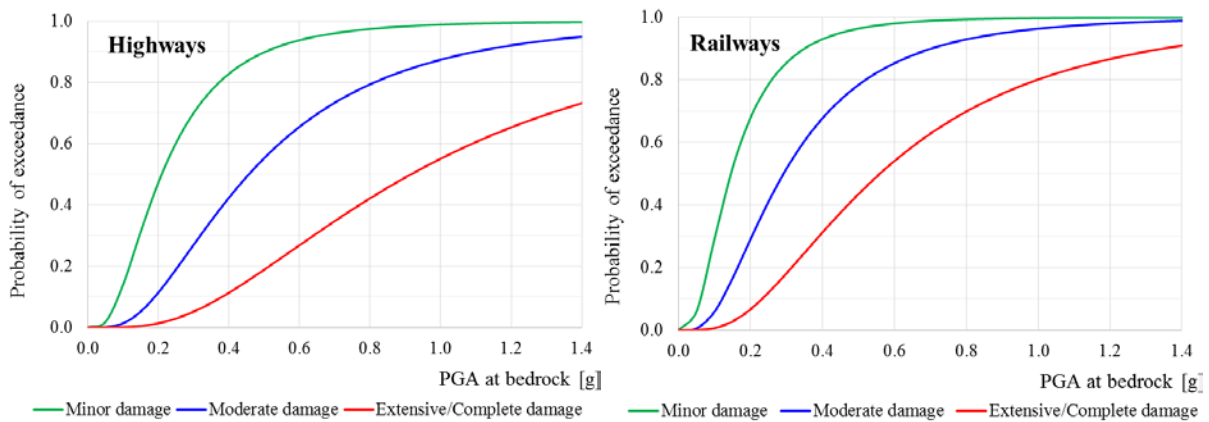 Highways
Probability of exceedance
1.0
0.8
0.6
0.4
0.2
0.0
0.0 0.2 0.4 0.6 0.8 1.0 1.2 1.4
PGA at bedrock [g]
Minor damage Moderate damage Extensive/Complete damage
Railways
Probability of exceedance
1.0
0.8
0.6
0.4
0.2
0.0
0.0 0.2 0.4 0.6 0.8 1.0 1.2 1.4
PGA at bedrock [g]
Minor damage Moderate damage Extensive/Complete damage